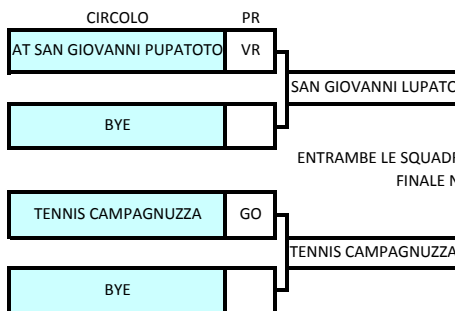 CIRCOLO PR
AT SAN GIOVANNI PUPATOTO VR
SAN GIOVANNI LUPATO
BYE
ENTRAMBE LE SQUADR
FINALE N
TENNIS CAMPAGNUZZA GO
TENNIS CAMPAGNUZZA
BYE